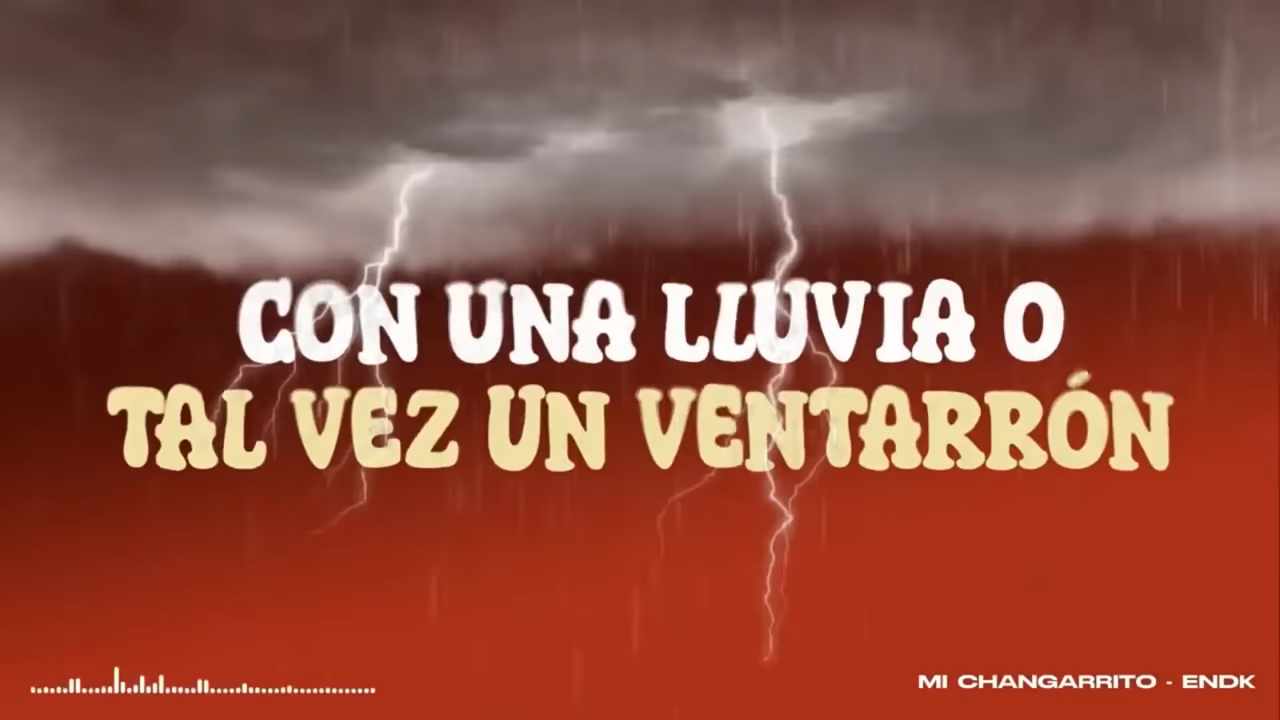 CON UNA LLUVIA O
TAL VEZ UN VENTARRÓN
MI CHANGARRITO - ENDK